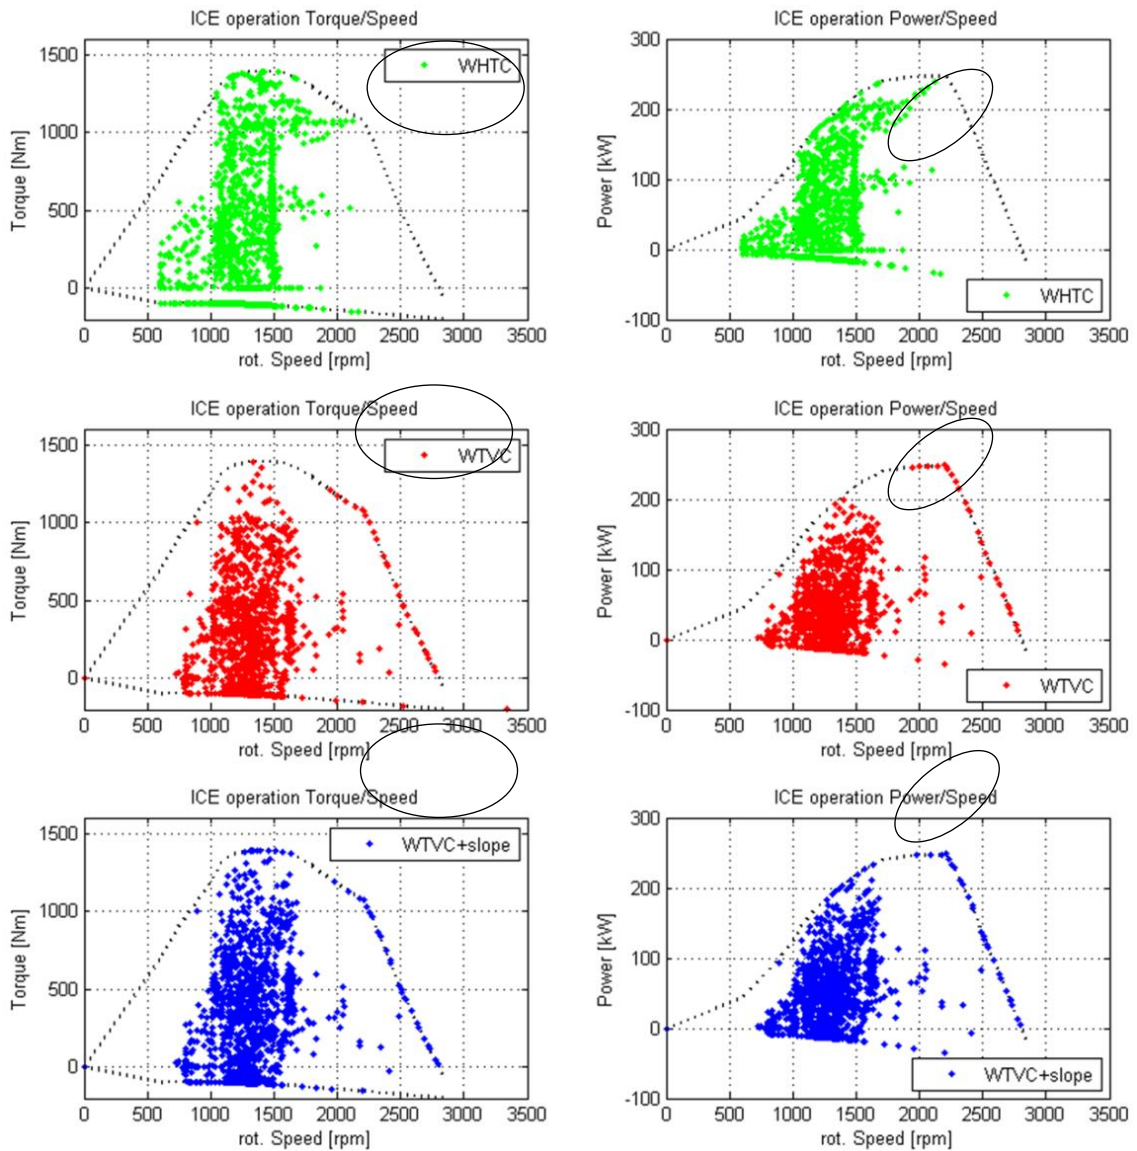 ICE operation Torque/Speed
1500
1000
500
0
Torque [Nm]
WHTC
0 500 1000 1500 2000 2500 3000 3500
rot. Speed [rpm]
ICE operation Power/Speed
300
200
100
0
-100
Power [kW]
WHTC
0 500 1000 1500 2000 2500 3000 3500
rot. Speed [rpm]
ICE operation Torque/Speed
1500
1000
500
0
Torque [Nm]
WTVC
0 500 1000 1500 2000 2500 3000 3500
rot. Speed [rpm]
ICE operation Power/Speed
300
200
100
0
-100
Power [kW]
WTVC
0 500 1000 1500 2000 2500 3000 3500
rot. Speed [rpm]
ICE operation Torque/Speed
1500
1000
500
0
Torque [Nm]
WTVC+slope
0 500 1000 1500 2000 2500 3000 3500
rot. Speed [rpm]
ICE operation Power/Speed
300
200
100
0
-100
Power [kW]
WTVC+slope
0 500 1000 1500 2000 2500 3000 3500
rot. Speed [rpm]